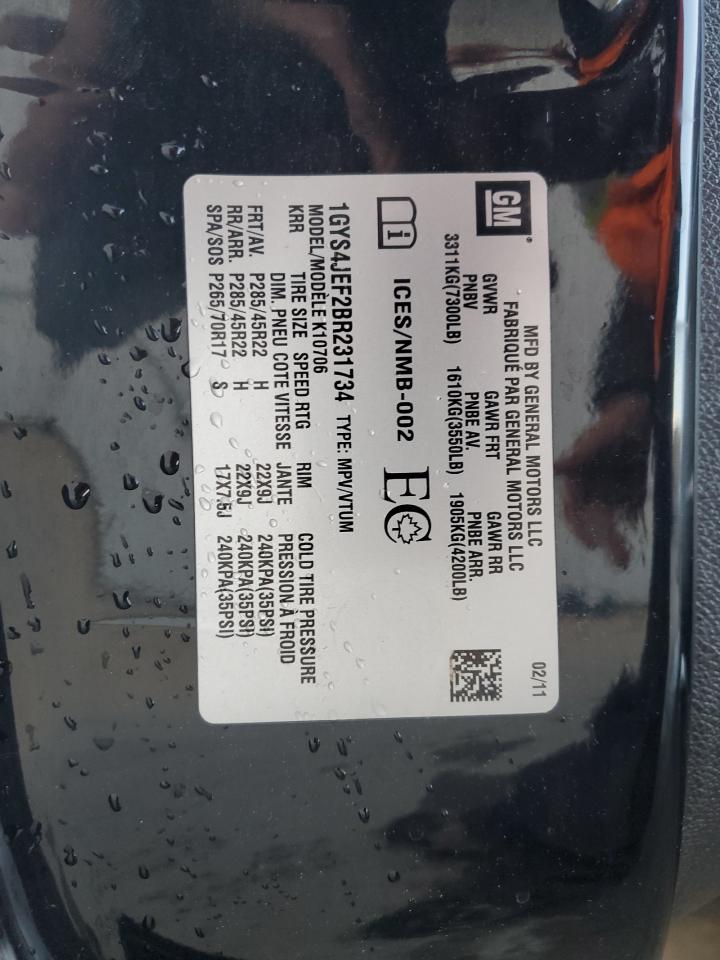 GM®
MFD BY GENERAL MOTORS LLC 02/11
FABRIQUÉ PAR GENERAL MOTORS LLC
GVWR GAWR FRT GAWR RR
PNBV PNBE AV. PNBE ARR.
3311KG(7300LB) 1610KG(3550LB) 1905KG(4200LB)
i ICES/NMB-002 EC
1GYS4JEF2BR231734 TYPE: MPV/VTUM
MODEL/MODÈLE K10706
KRR TIRE SIZE SPEED RTG RIM COLD TIRE PRESSURE
DIM. PNEU COTE VITESSE JANTE PRESSION À FROID
FRT/AV. P285/45R22 H 22X9J 240KPA(35PSI)
RR/ARR. P285/45R22 H 22X9J 240KPA(35PSI)
SPA/SOS P265/70R17 S 17X7.5J 240KPA(35PSI)